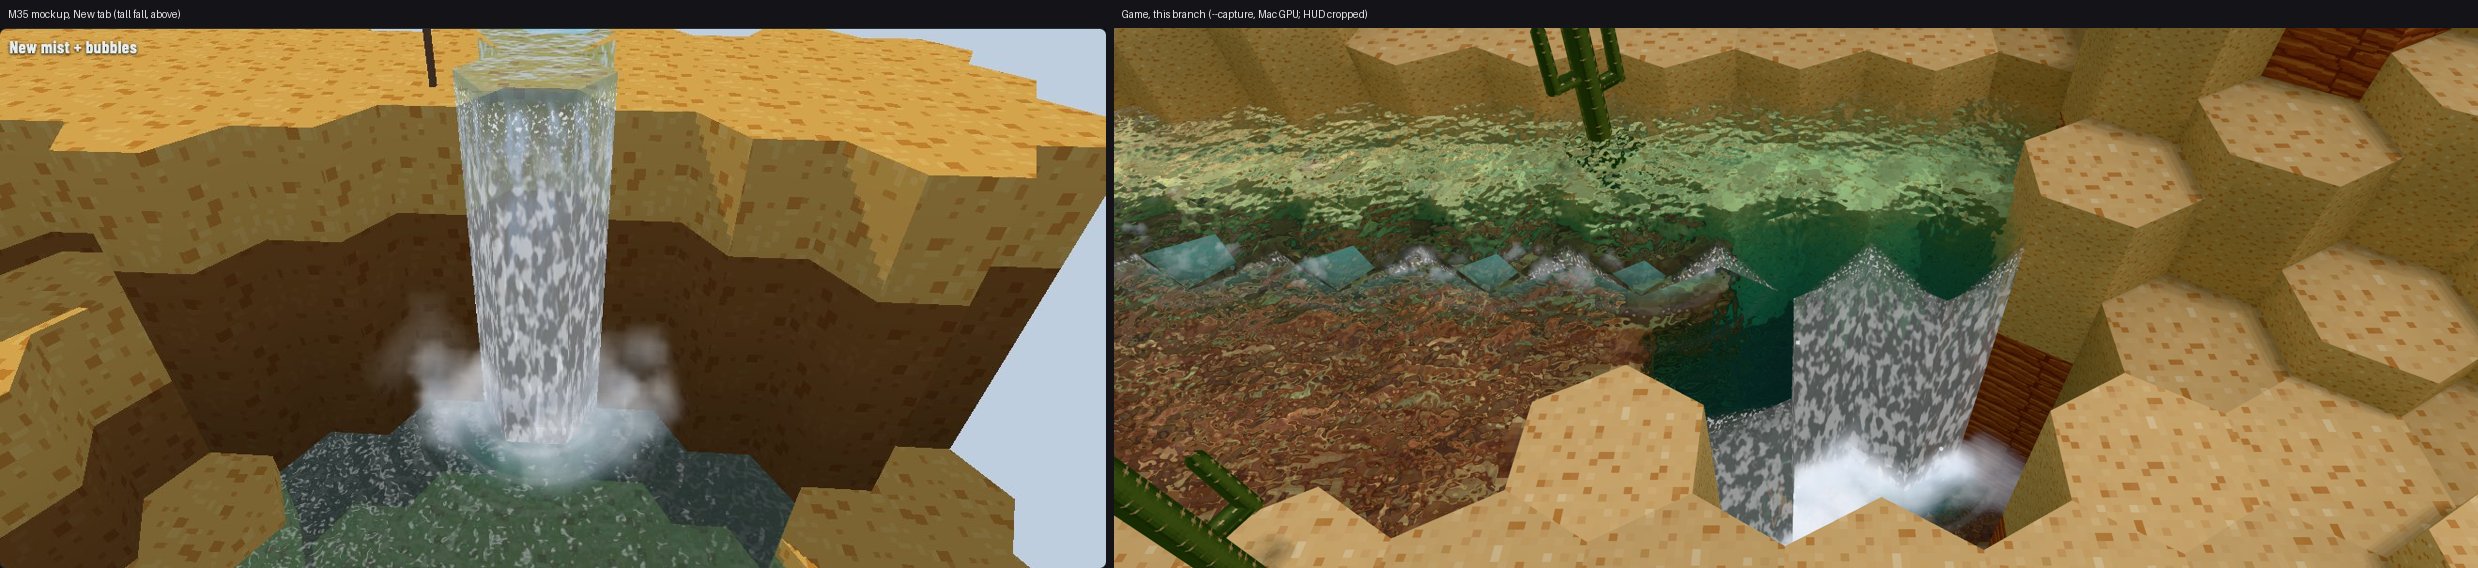 M35 mockup, New tab (tall fall, above)
Game, this branch (--capture, Mac GPU; HUD cropped)
New mist + bubbles